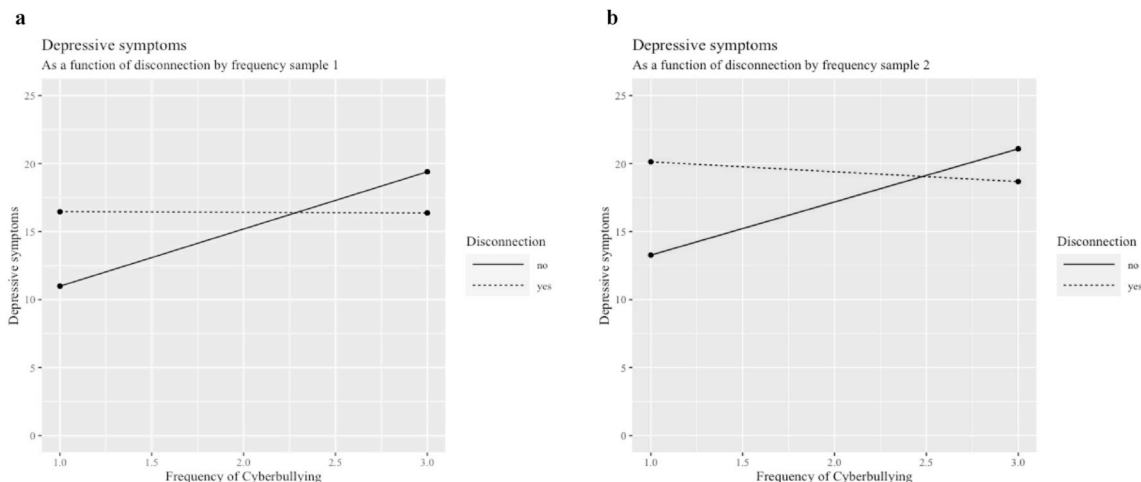 a
Depressive symptoms
As a function of disconnection by frequency sample 1
25
20
15
10
5
0
Depressive symptoms
1.0 1.5 2.0 2.5 3.0
Frequency of Cyberbullying
Disconnection
no
yes
b
Depressive symptoms
As a function of disconnection by frequency sample 2
25
20
15
10
5
0
Depressive symptoms
1.0 1.5 2.0 2.5 3.0
Frequency of Cyberbullying
Disconnection
no
yes